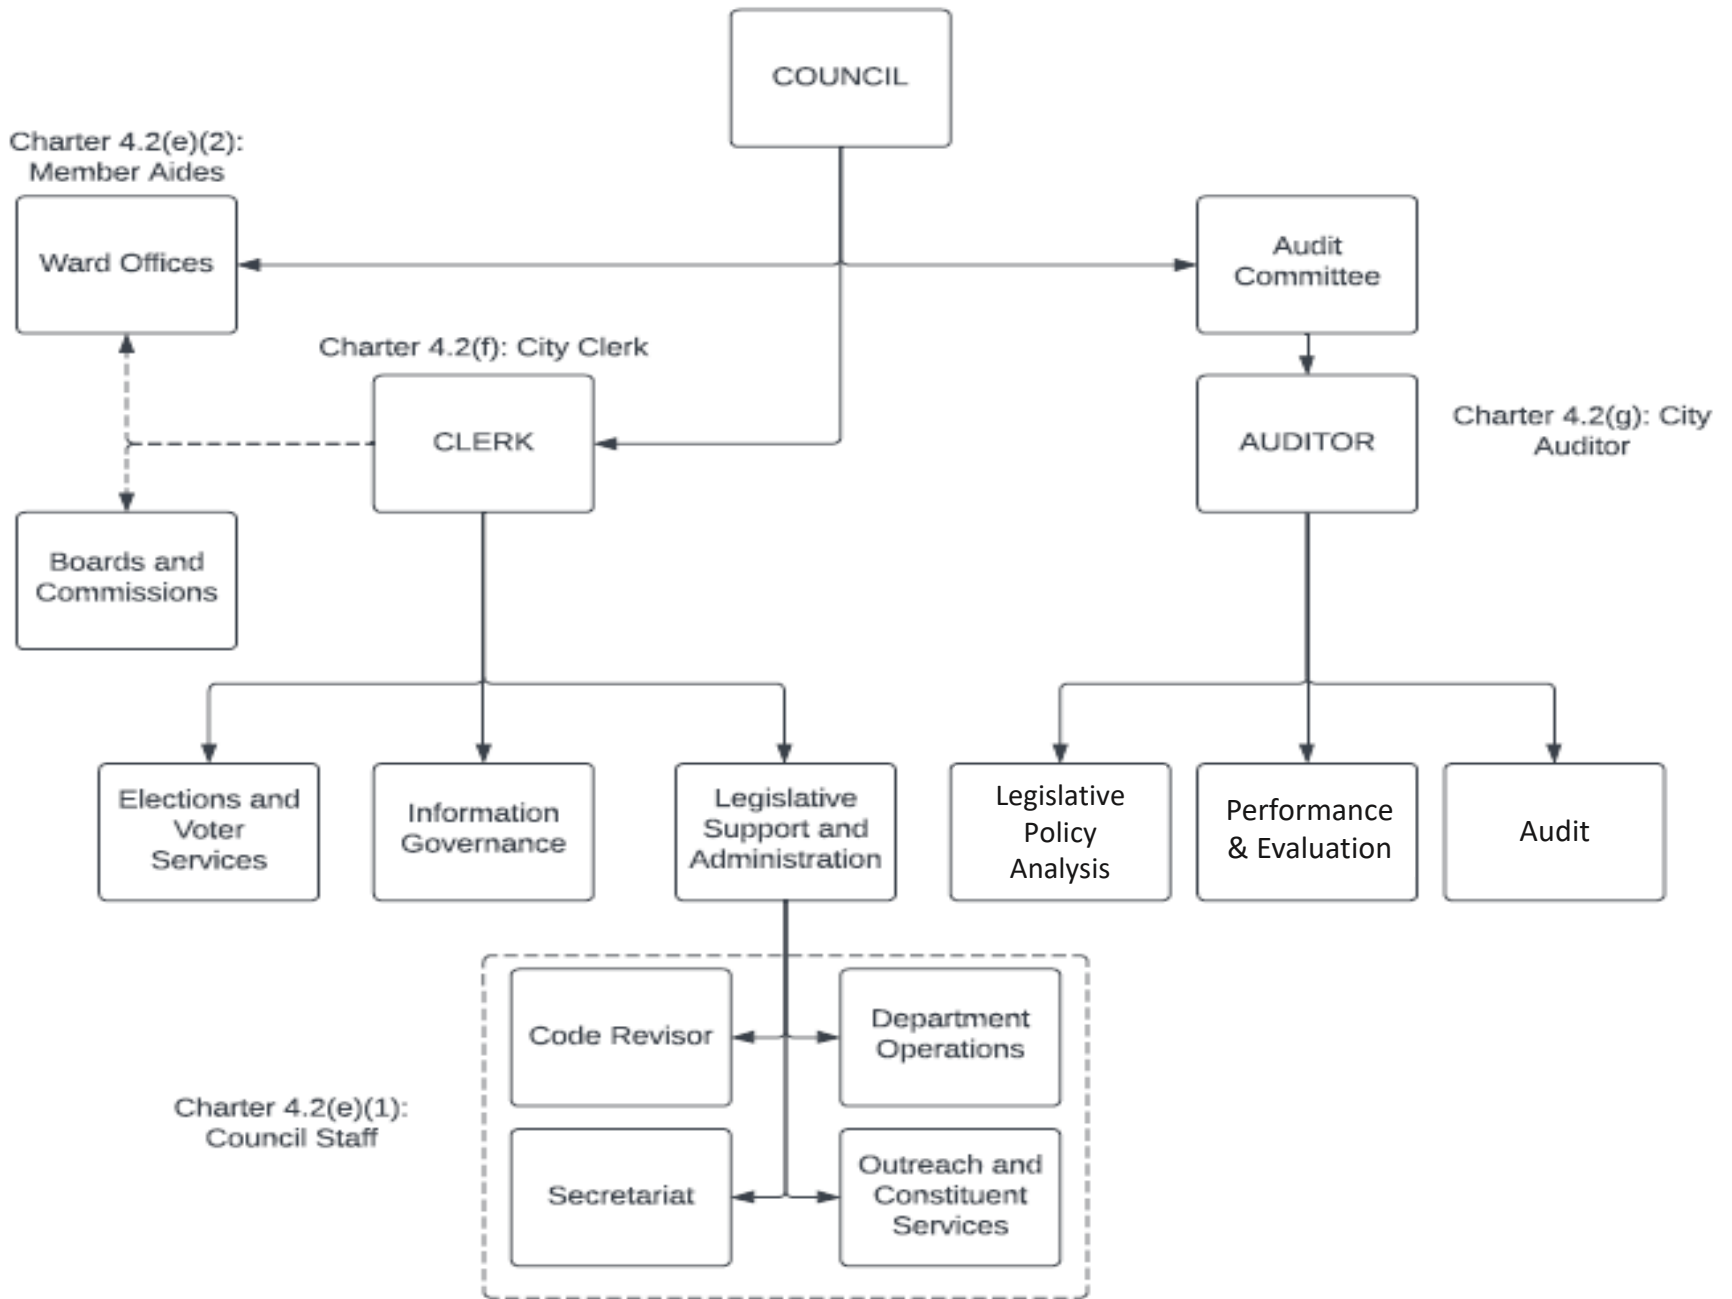 COUNCIL
Charter 4.2(e)(2):
Member Aides
Ward Offices
Audit
Committee
Charter 4.2(f): City Clerk
CLERK
AUDITOR
Charter 4.2(g): City
Auditor
Boards and
Commissions
Elections and
Voter
Services
Information
Governance
Legislative
Support and
Administration
Legislative
Policy
Analysis
Performance
& Evaluation
Audit
Code Revisor
Department
Operations
Charter 4.2(e)(1):
Council Staff
Secretariat
Outreach and
Constituent
Services